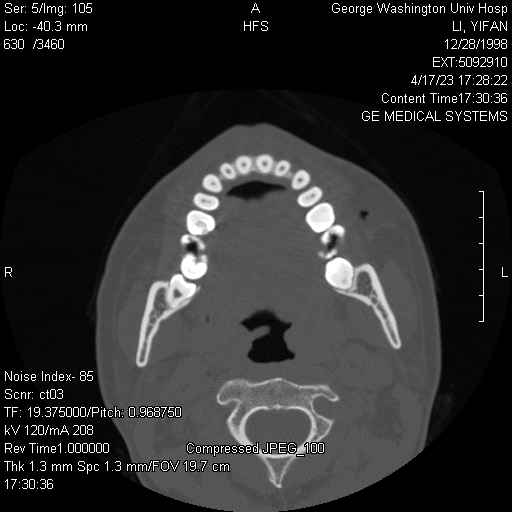 Ser: 5/Img: 105
Loc: -40.3 mm
630 /3460
A
HFS
George Washington Univ Hosp
LI, YIFAN
12/28/1998
EXT:5092910
4/17/23 17:28:22
Content Time17:30:36
GE MEDICAL SYSTEMS
R
L
Noise Index- 85
Scnr: ct03
TF: 19.375000/Pitch: 0.968750
kV 120/mA 208
Rev Time1.000000
Compressed JPEG_100
Thk 1.3 mm Spc 1.3 mm/FOV 19.7 cm
17:30:36